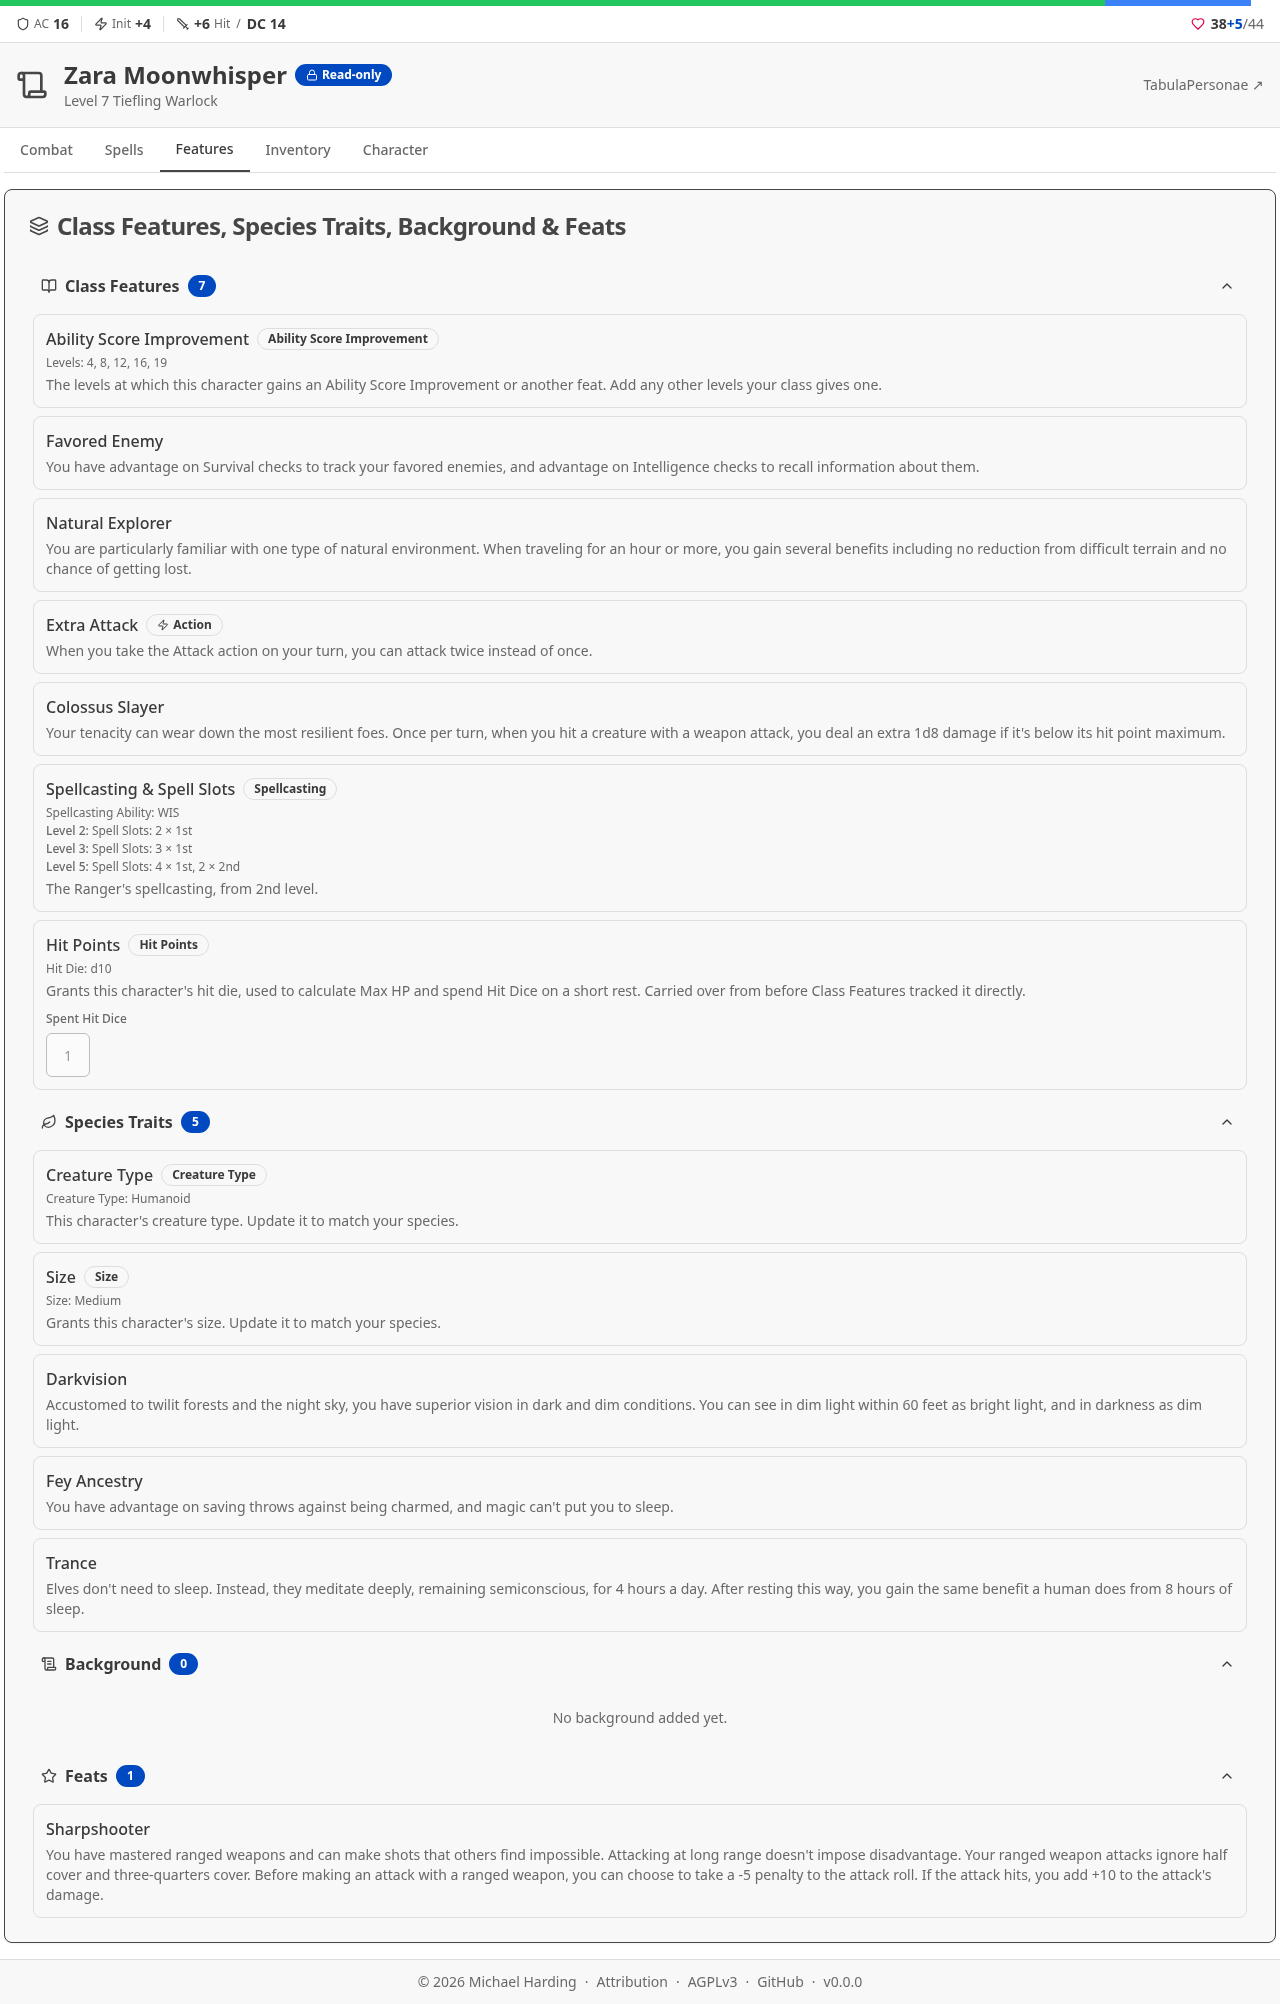 AC 16 Init +4 +6 Hit / DC 14 38+5/44
Zara Moonwhisper Read-only
Level 7 Tiefling Warlock
TabulaPersonae ↗
Combat Spells Features Inventory Character
Class Features, Species Traits, Background & Feats
Class Features 7
Ability Score Improvement Ability Score Improvement
Levels: 4, 8, 12, 16, 19
The levels at which this character gains an Ability Score Improvement or another feat. Add any other levels your class gives one.
Favored Enemy
You have advantage on Survival checks to track your favored enemies, and advantage on Intelligence checks to recall information about them.
Natural Explorer
You are particularly familiar with one type of natural environment. When traveling for an hour or more, you gain several benefits including no reduction from difficult terrain and no
chance of getting lost.
Extra Attack Action
When you take the Attack action on your turn, you can attack twice instead of once.
Colossus Slayer
Your tenacity can wear down the most resilient foes. Once per turn, when you hit a creature with a weapon attack, you deal an extra 1d8 damage if it's below its hit point maximum.
Spellcasting & Spell Slots Spellcasting
Spellcasting Ability: WIS
Level 2: Spell Slots: 2 × 1st
Level 3: Spell Slots: 3 × 1st
Level 5: Spell Slots: 4 × 1st, 2 × 2nd
The Ranger's spellcasting, from 2nd level.
Hit Points Hit Points
Hit Die: d10
Grants this character's hit die, used to calculate Max HP and spend Hit Dice on a short rest. Carried over from before Class Features tracked it directly.
Spent Hit Dice
1
Species Traits 5
Creature Type Creature Type
Creature Type: Humanoid
This character's creature type. Update it to match your species.
Size Size
Size: Medium
Grants this character's size. Update it to match your species.
Darkvision
Accustomed to twilit forests and the night sky, you have superior vision in dark and dim conditions. You can see in dim light within 60 feet as bright light, and in darkness as dim
light.
Fey Ancestry
You have advantage on saving throws against being charmed, and magic can't put you to sleep.
Trance
Elves don't need to sleep. Instead, they meditate deeply, remaining semiconscious, for 4 hours a day. After resting this way, you gain the same benefit a human does from 8 hours of
sleep.
Background 0
No background added yet.
Feats 1
Sharpshooter
You have mastered ranged weapons and can make shots that others find impossible. Attacking at long range doesn't impose disadvantage. Your ranged weapon attacks ignore half
cover and three-quarters cover. Before making an attack with a ranged weapon, you can choose to take a -5 penalty to the attack roll. If the attack hits, you add +10 to the attack's
damage.
© 2026 Michael Harding · Attribution · AGPLv3 · GitHub · v0.0.0